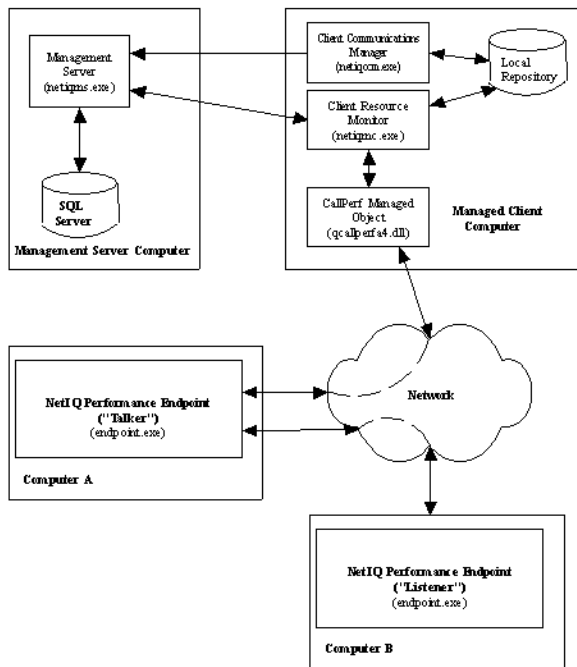 Management
Server
(netiqms.exe)
SQL
Server
Management Server Computer
Client Communications
Manager
(netiqccm.exe)
Local
Repository
Client Resource
Monitor
(netiqmc.exe)
CallPerf Managed
Object
(qcallperfa4.dll)
Managed Client
Computer
Network
NetIQ Performance Endpoint
("Talker")
(endpoint.exe)
Computer A
NetIQ Performance Endpoint
("Listener")
(endpoint.exe)
Computer B